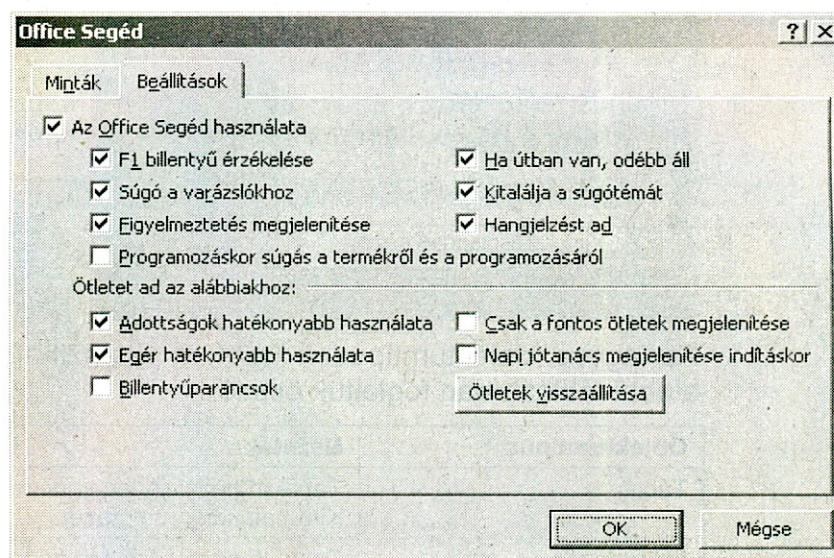 Office Segéd
Minták Beállítások
Az Office Segéd használata
F1 billentyű érzékelése Ha útban van, odébb áll
Súgó a varázslókhoz Kitalálja a súgótémát
Figyelmeztetés megjelenítése Hangjelzést ad
Programozáskor súgás a termékről és a programozásáról
Ötletet ad az alábbiakhoz:
Adottságok hatékonyabb használata Csak a fontos ötletek megjelenítése
Egér hatékonyabb használata Napi jótanács megjelenítése indításkor
Billentyűparancsok Ötletek visszaállítása
OK Mégse